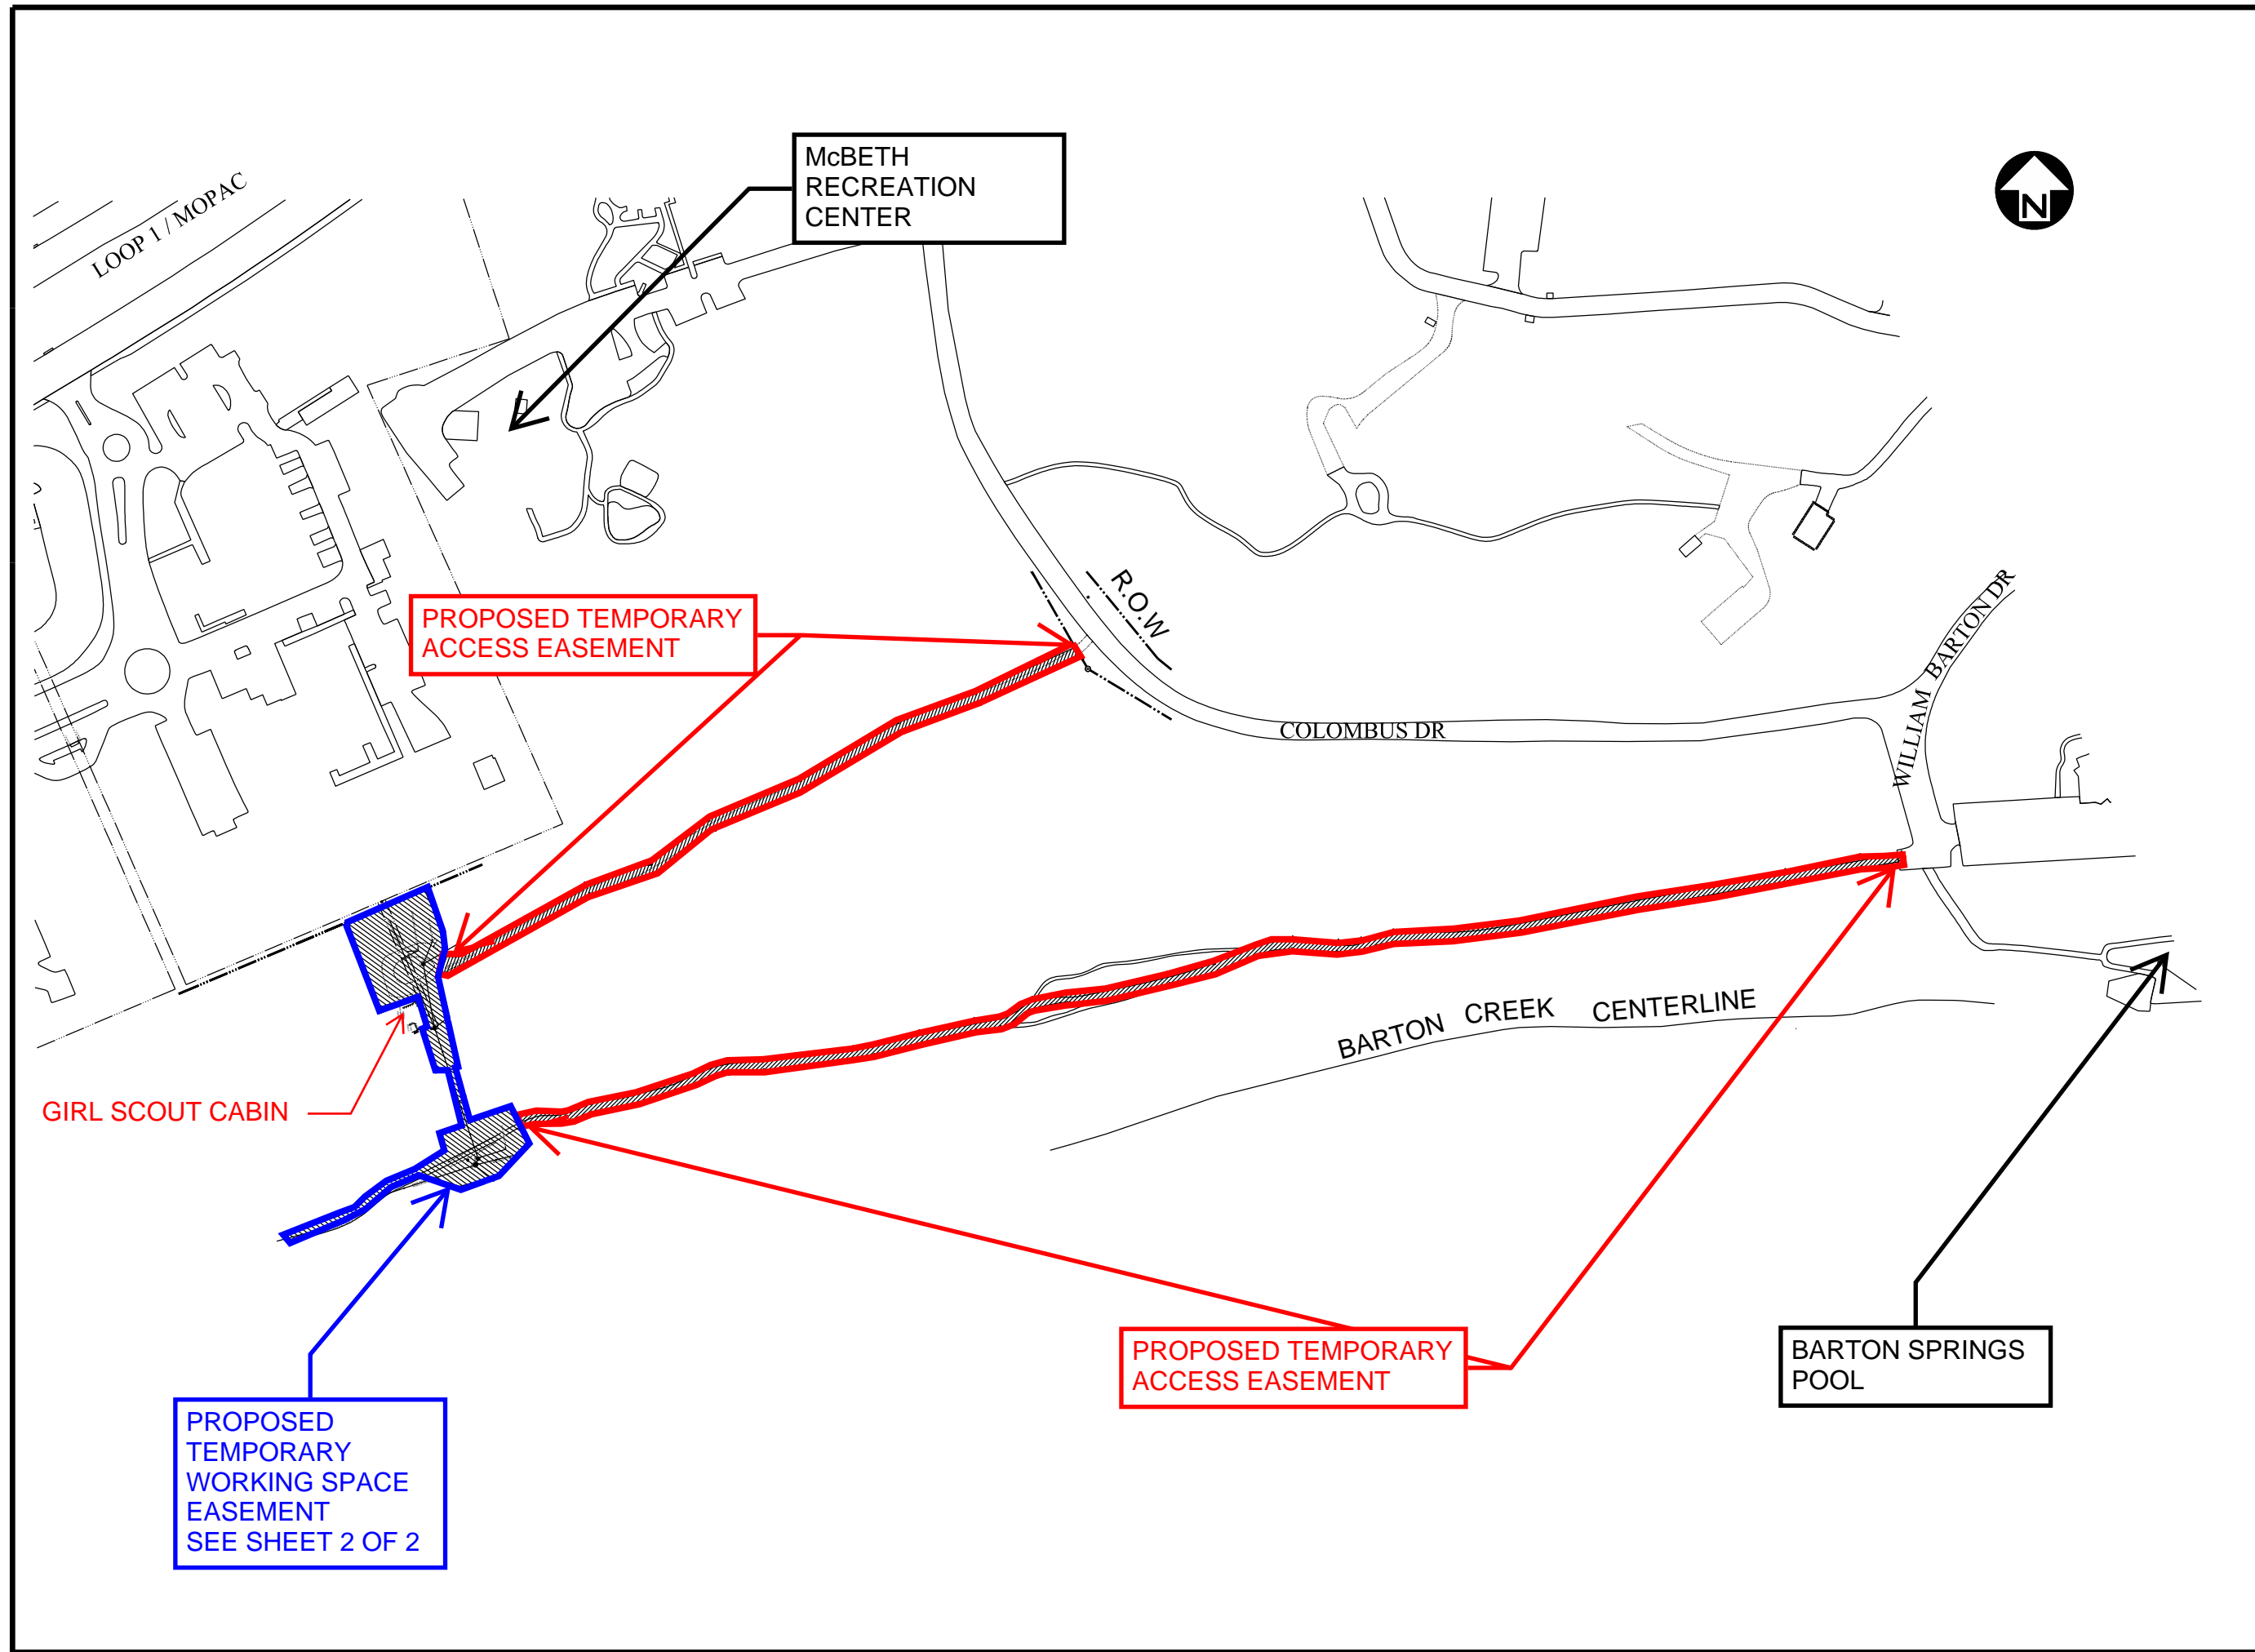 McBETH
RECREATION
CENTER
LOOP 1 / MOPAC
N
PROPOSED TEMPORARY
ACCESS EASEMENT
R.O.W
WILLIAM BARTON DR
COLOMBUS DR
BARTON CREEK CENTERLINE
GIRL SCOUT CABIN
PROPOSED TEMPORARY
ACCESS EASEMENT
BARTON SPRINGS
POOL
PROPOSED
TEMPORARY
WORKING SPACE
EASEMENT
SEE SHEET 2 OF 2